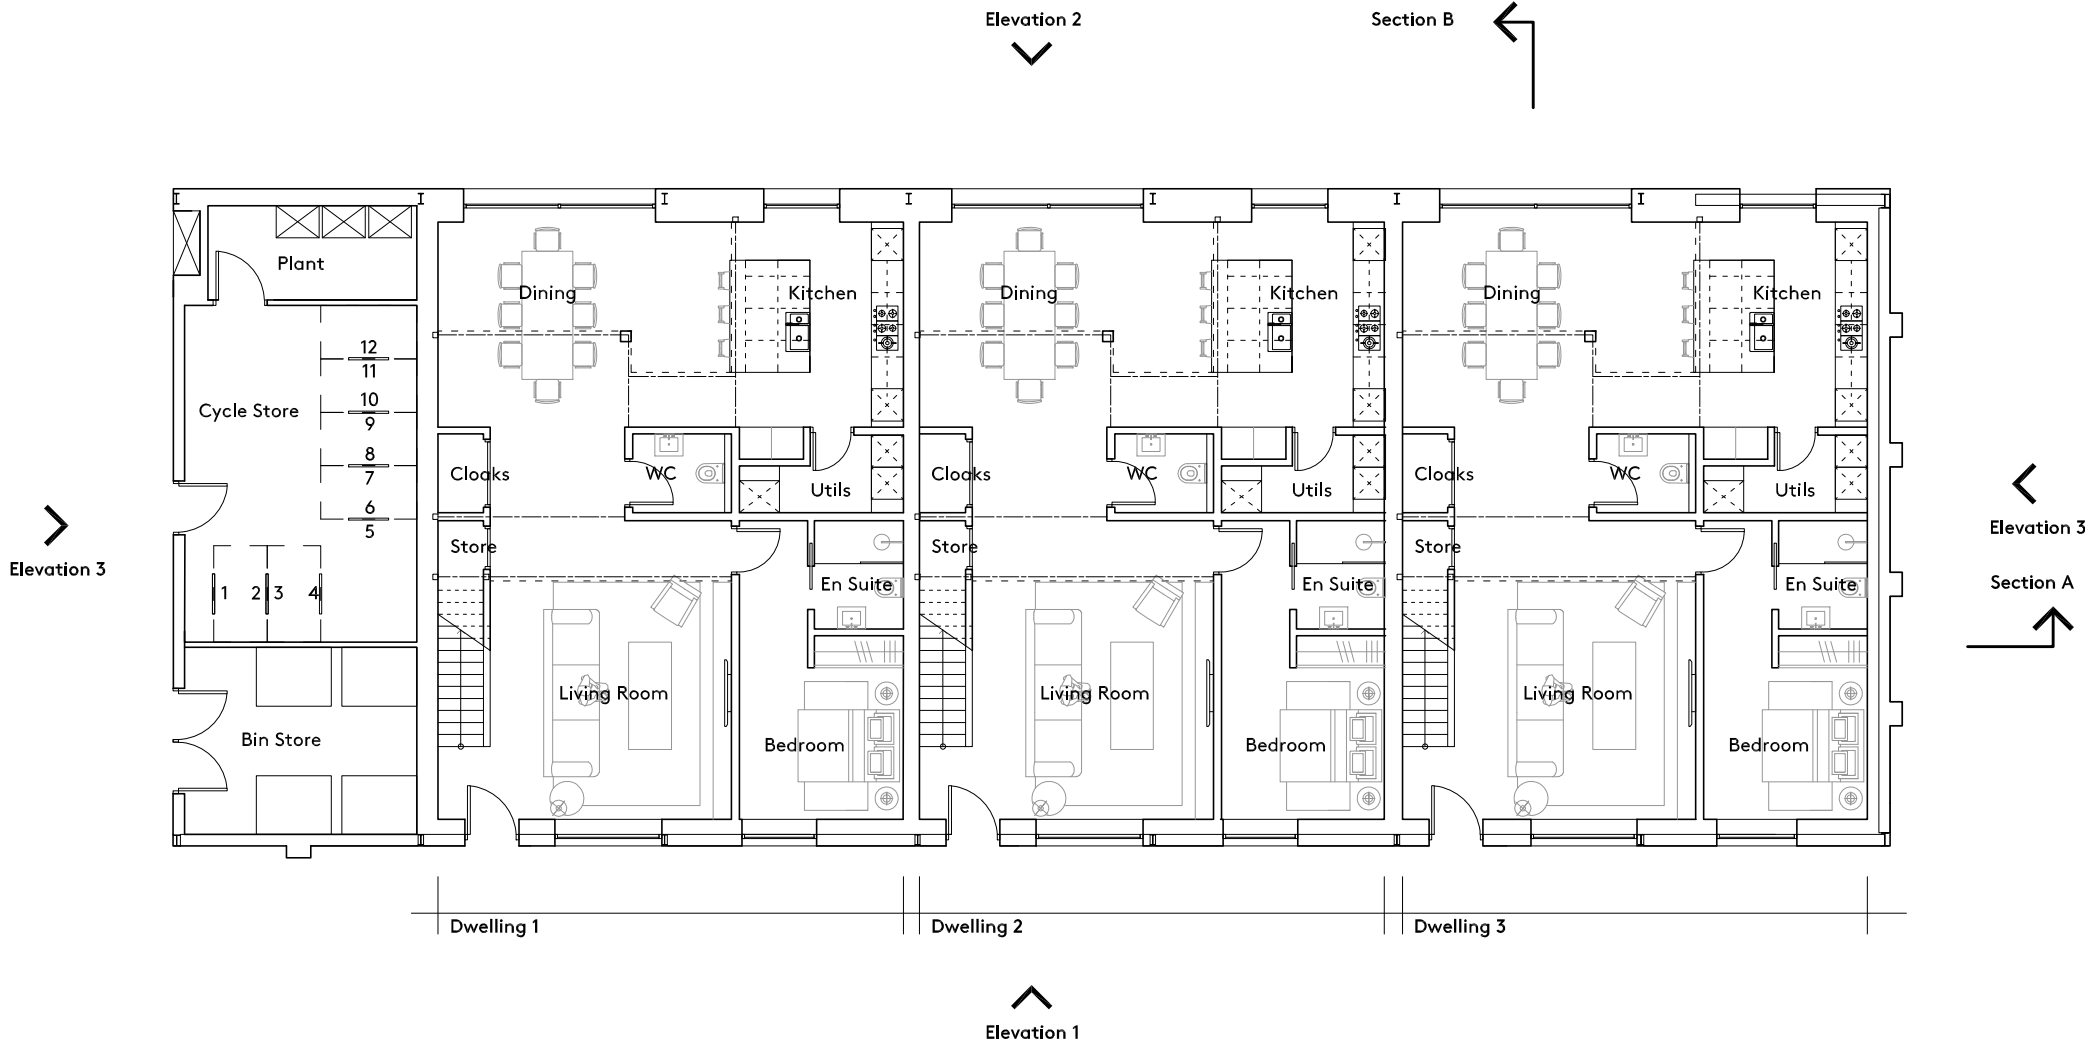 Elevation 2
Section B
Plant
Dining
Kitchen
Dining
Kitchen
Dining
Kitchen
12
11
Cycle Store
10
9
8
7
6
5
Cloaks
WC
Utils
Cloaks
WC
Utils
Cloaks
WC
Utils
Elevation 3
Elevation 3
Store
En Suite
Store
En Suite
Store
En Suite
Section A
1
2
3
4
Living Room
Living Room
Living Room
Bin Store
Bedroom
Bedroom
Bedroom
Dwelling 1
Dwelling 2
Dwelling 3
Elevation 1